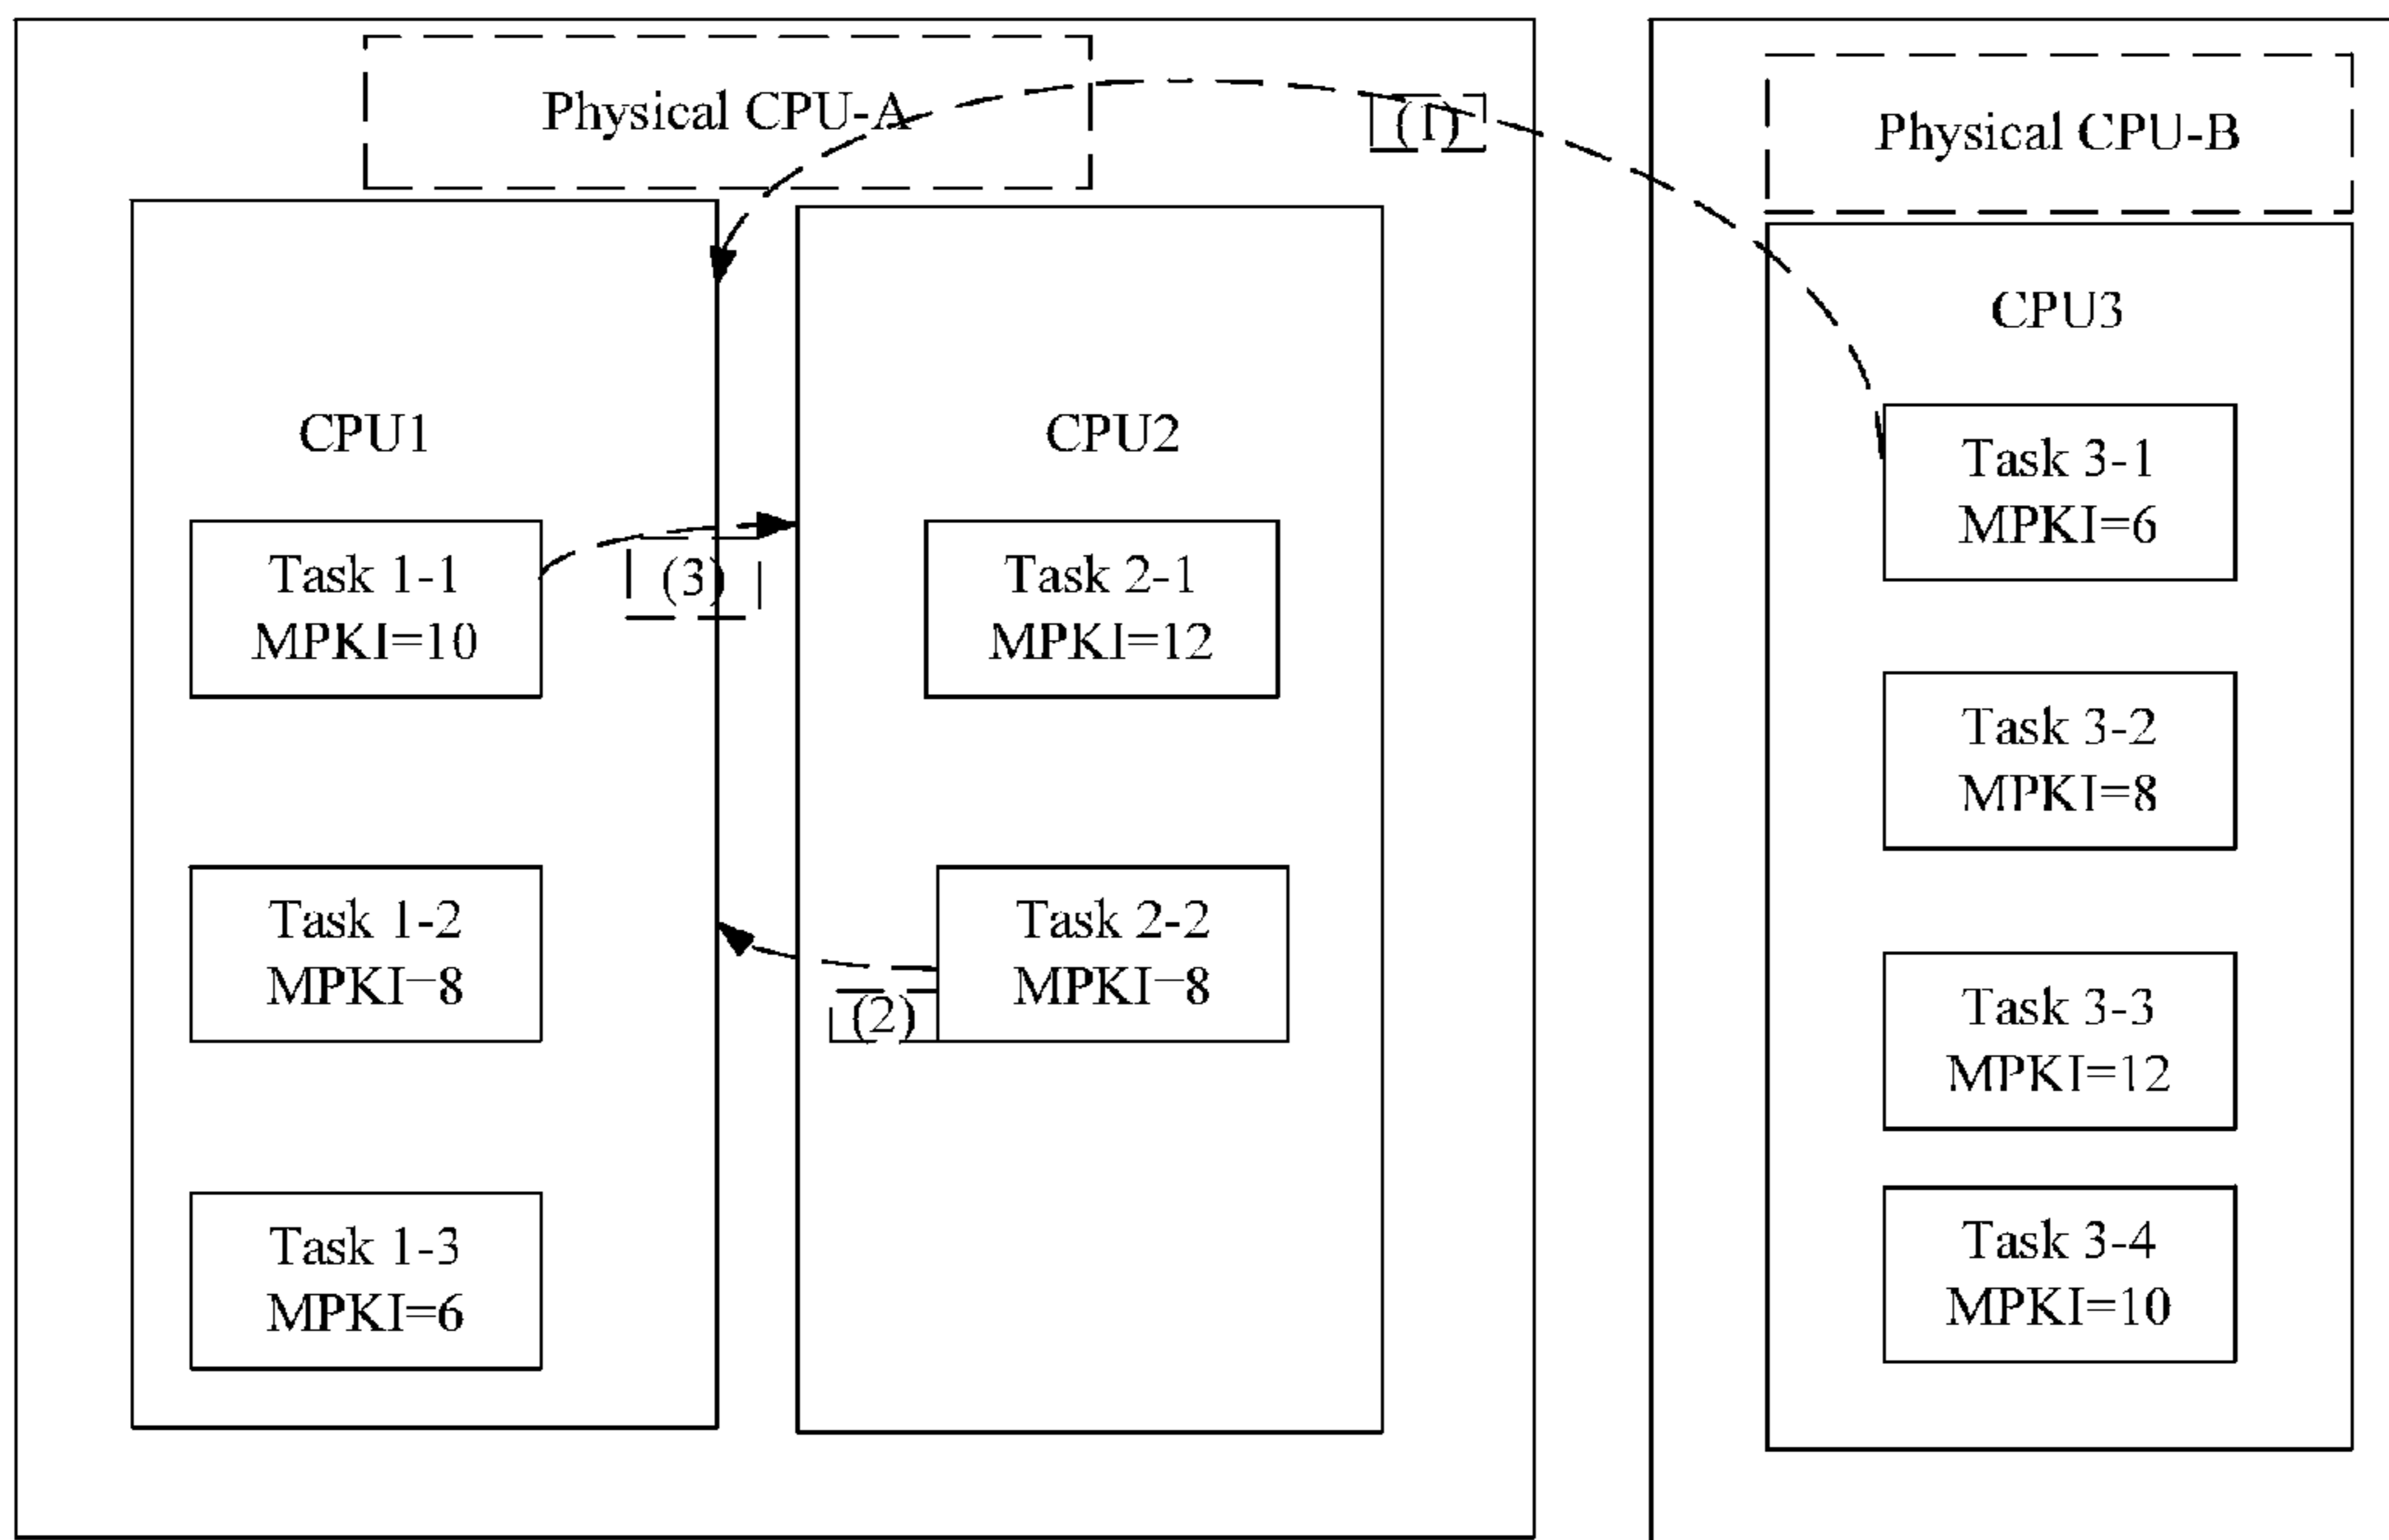 Physical CPU-A
(1)
Physical CPU-B
CPU1
CPU2
CPU3
Task 1-1
MPKI=10
(3)
Task 2-1
MPKI=12
Task 3-1
MPKI=6
Task 3-2
MPKI=8
Task 1-2
MPKI=8
Task 2-2
MPKI=8
(2)
Task 3-3
MPKI=12
Task 1-3
MPKI=6
Task 3-4
MPKI=10